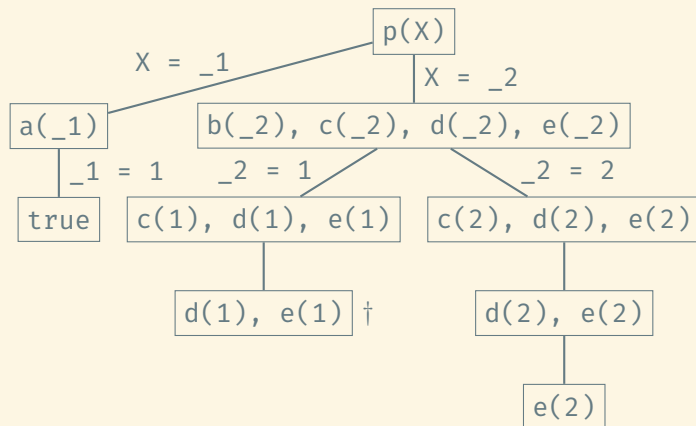 p(X)
X = _1
X = _2
a(_1)
b(_2), c(_2), d(_2), e(_2)
_1 = 1
_2 = 1
_2 = 2
true
c(1), d(1), e(1)
c(2), d(2), e(2)
d(1), e(1) †
d(2), e(2)
e(2)